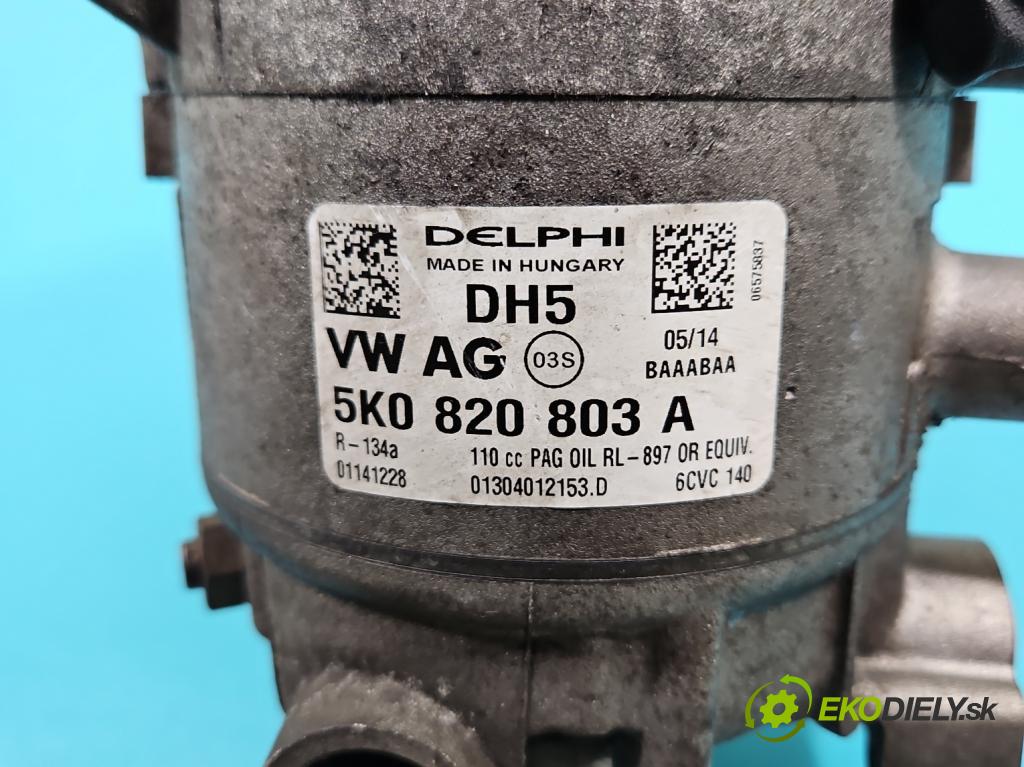 DELPHI
MADE IN HUNGARY
06575837
DH5
VW AG 03S
05/14
BAAABAA
5K0 820 803 A
R-134a 110 cc PAG OIL RL-897 OR EQUIV.
01141228 01304012153.D 6CVC 140
EKODIELY.sk